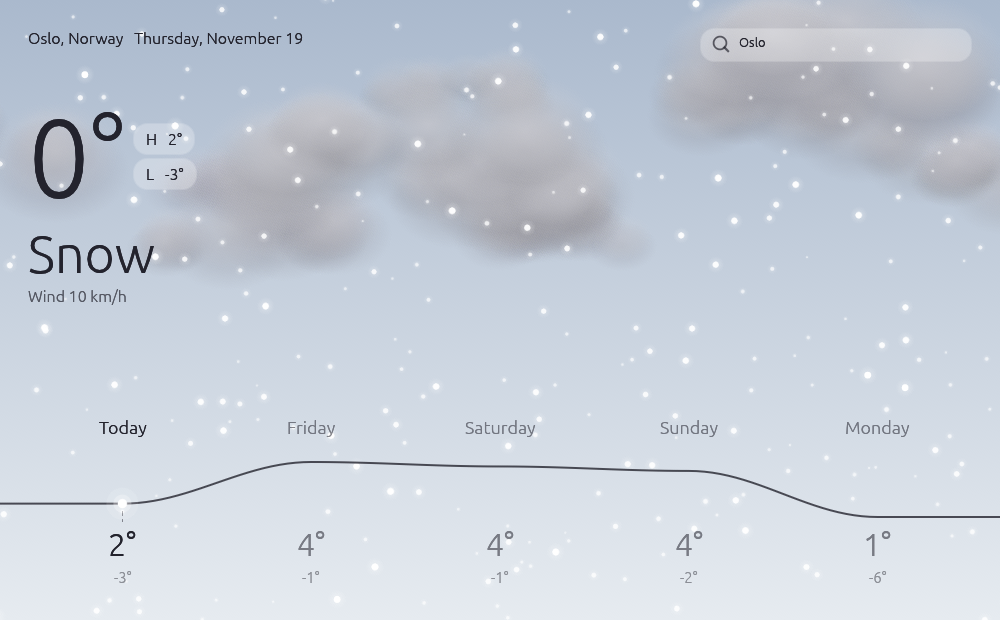 Oslo, Norway Thursday, November 19
Oslo
0°
H 2°
L -3°
Snow
Wind 10 km/h
Today Friday Saturday Sunday Monday
2° 4° 4° 4° 1°
-3° -1° -1° -2° -6°